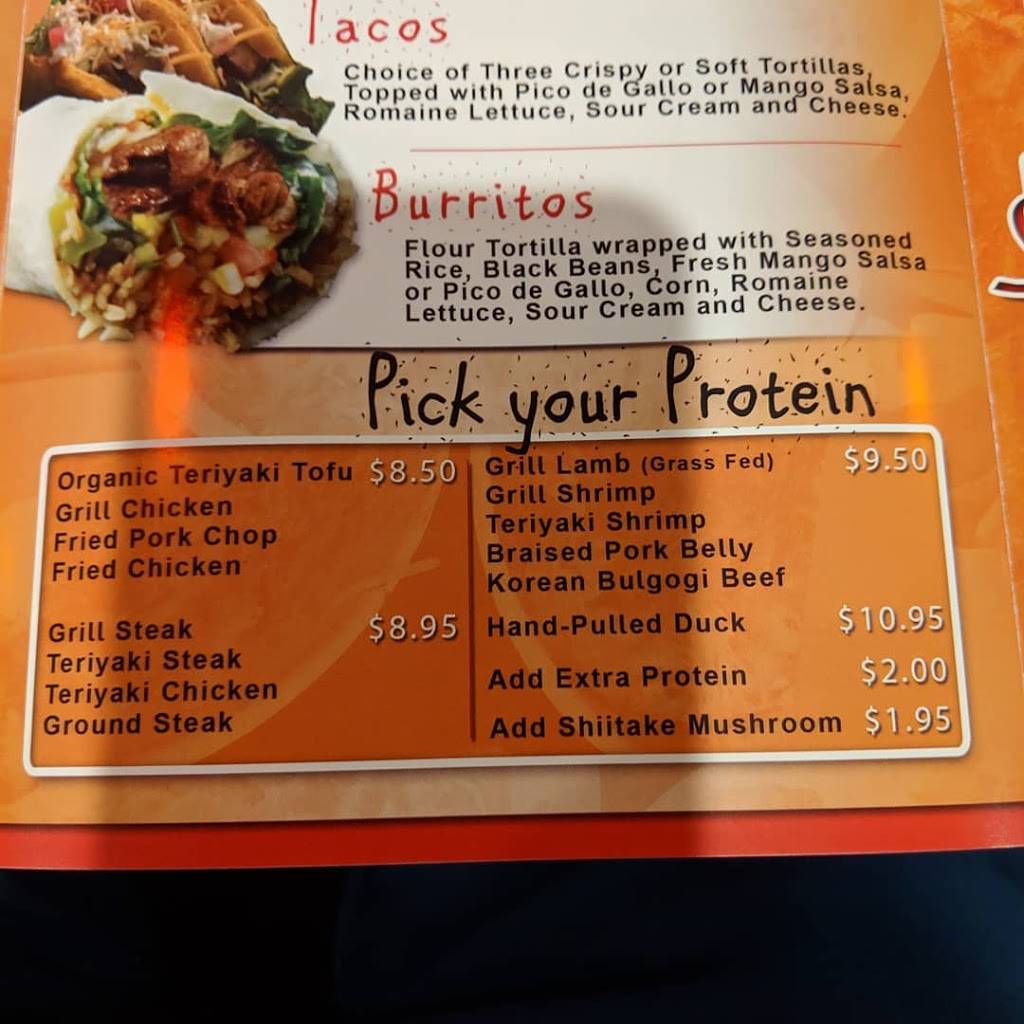 Tacos
Choice of Three Crispy or Soft Tortillas,
Topped with Pico de Gallo or Mango Salsa,
Romaine Lettuce, Sour Cream and Cheese.
Burritos
Flour Tortilla wrapped with Seasoned
Rice, Black Beans, Fresh Mango Salsa
or Pico de Gallo, Corn, Romaine
Lettuce, Sour Cream and Cheese.
Pick your Protein
Organic Teriyaki Tofu $8.50
Grill Chicken
Fried Pork Chop
Fried Chicken
Grill Steak $8.95
Teriyaki Steak
Teriyaki Chicken
Ground Steak
Grill Lamb (Grass Fed) $9.50
Grill Shrimp
Teriyaki Shrimp
Braised Pork Belly
Korean Bulgogi Beef
Hand-Pulled Duck $10.95
Add Extra Protein $2.00
Add Shiitake Mushroom $1.95